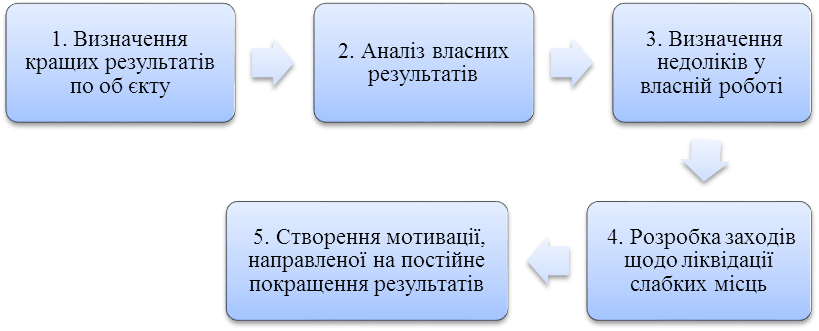 1. Визначення
кращих результатів
по об єкту
2. Аналіз власних
результатів
3. Визначення
недоліків у
власній роботі
4. Розробка заходів
щодо ліквідації
слабких місць
5. Створення мотивації,
направленої на постійне
покращення результатів